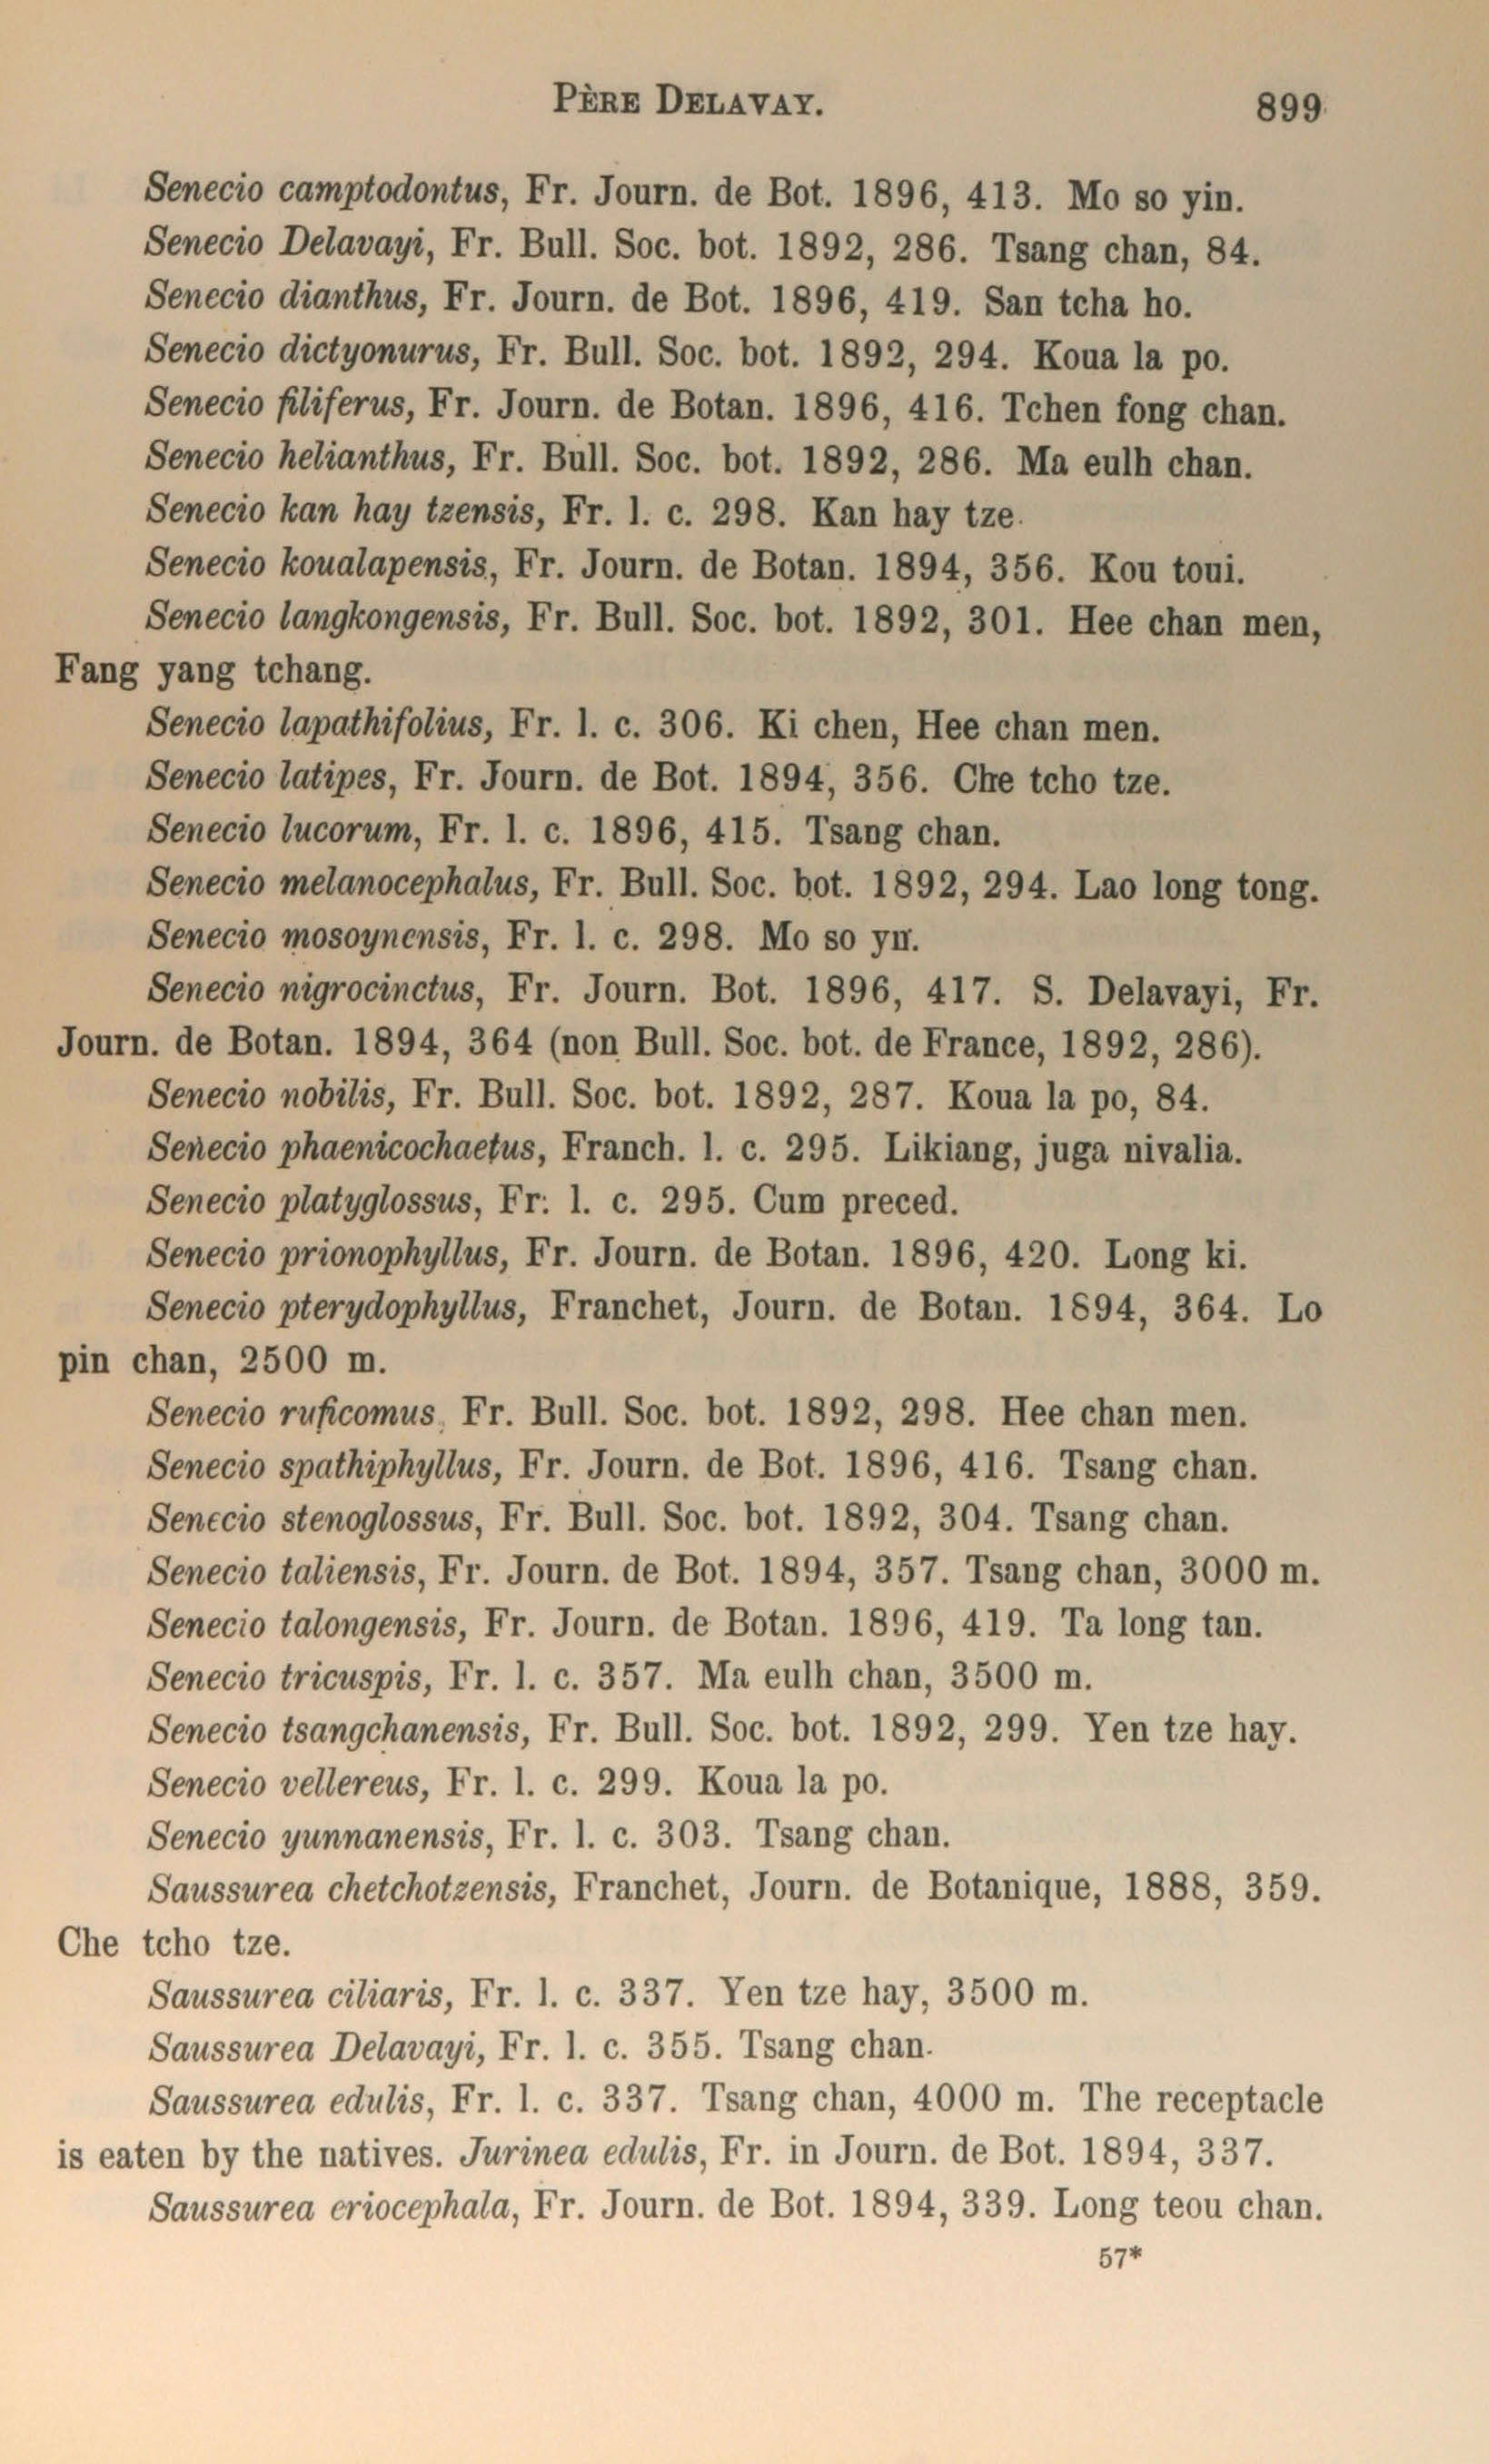 PÈRE DELAVAY. 899
Senecio camptodontus, Fr. Journ. de Bot. 1896, 413. Mo so yin.
Senecio Delavayi, Fr. Bull. Soc. bot. 1892, 286. Tsang chan, 84.
Senecio dianthus, Fr. Journ. de Bot. 1896, 419. San tcha ho.
Senecio dictyonurus, Fr. Bull. Soc. bot. 1892, 294. Koua la po.
Senecio filiferus, Fr. Journ. de Botan. 1896, 416. Tchen fong chan.
Senecio helianthus, Fr. Bull. Soc. bot. 1892, 286. Ma eulh chan.
Senecio kan hay tzensis, Fr. l. c. 298. Kan hay tze.
Senecio koualapensis, Fr. Journ. de Botan. 1894, 356. Kou toui.
Senecio langkongensis, Fr. Bull. Soc. bot. 1892, 301. Hee chan men,
Fang yang tchang.
Senecio lapathifolius, Fr. l. c. 306. Ki chen, Hee chan men.
Senecio latipes, Fr. Journ. de Bot. 1894, 356. Che tcho tze.
Senecio lucorum, Fr. l. c. 1896, 415. Tsang chan.
Senecio melanocephalus, Fr. Bull. Soc. bot. 1892, 294. Lao long tong.
Senecio mosoynensis, Fr. l. c. 298. Mo so yn.
Senecio nigrocinctus, Fr. Journ. Bot. 1896, 417. S. Delavayi, Fr.
Journ. de Botan. 1894, 364 (non Bull. Soc. bot. de France, 1892, 286).
Senecio nobilis, Fr. Bull. Soc. bot. 1892, 287. Koua la po, 84.
Senecio phaenicochaetus, Franch. l. c. 295. Likiang, juga nivalia.
Senecio platyglossus, Fr. l. c. 295. Cum preced.
Senecio prionophyllus, Fr. Journ. de Botan. 1896, 420. Long ki.
Senecio pterydophyllus, Franchet, Journ. de Botan. 1894, 364. Lo
pin chan, 2500 m.
Senecio ruficomus, Fr. Bull. Soc. bot. 1892, 298. Hee chan men.
Senecio spathiphyllus, Fr. Journ. de Bot. 1896, 416. Tsang chan.
Senecio stenoglossus, Fr. Bull. Soc. bot. 1892, 304. Tsang chan.
Senecio taliensis, Fr. Journ. de Bot. 1894, 357. Tsang chan, 3000 m.
Senecio talongensis, Fr. Journ. de Botan. 1896, 419. Ta long tan.
Senecio tricuspis, Fr. l. c. 357. Ma eulh chan, 3500 m.
Senecio tsangchanensis, Fr. Bull. Soc. bot. 1892, 299. Yen tze hay.
Senecio vellereus, Fr. l. c. 299. Koua la po.
Senecio yunnanensis, Fr. l. c. 303. Tsang chan.
Saussurea chetchotzensis, Franchet, Journ. de Botanique, 1888, 359.
Che tcho tze.
Saussurea ciliaris, Fr. l. c. 337. Yen tze hay, 3500 m.
Saussurea Delavayi, Fr. l. c. 355. Tsang chan.
Saussurea edulis, Fr. l. c. 337. Tsang chan, 4000 m. The receptacle
is eaten by the natives. Jurinea edulis, Fr. in Journ. de Bot. 1894, 337.
Saussurea eriocephala, Fr. Journ. de Bot. 1894, 339. Long teou chan.
57*